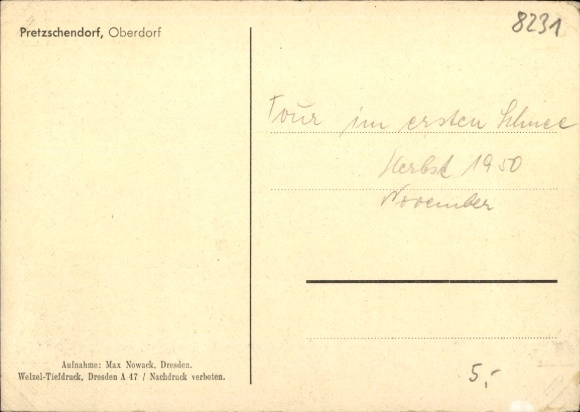 Pretzschendorf, Oberdorf
8231
Tour im ersten Schnee
Herbst 1950
November
Aufnahme: Max Nowack, Dresden.
Welzel-Tiefdruck, Dresden A 47 / Nachdruck verboten.
5,-